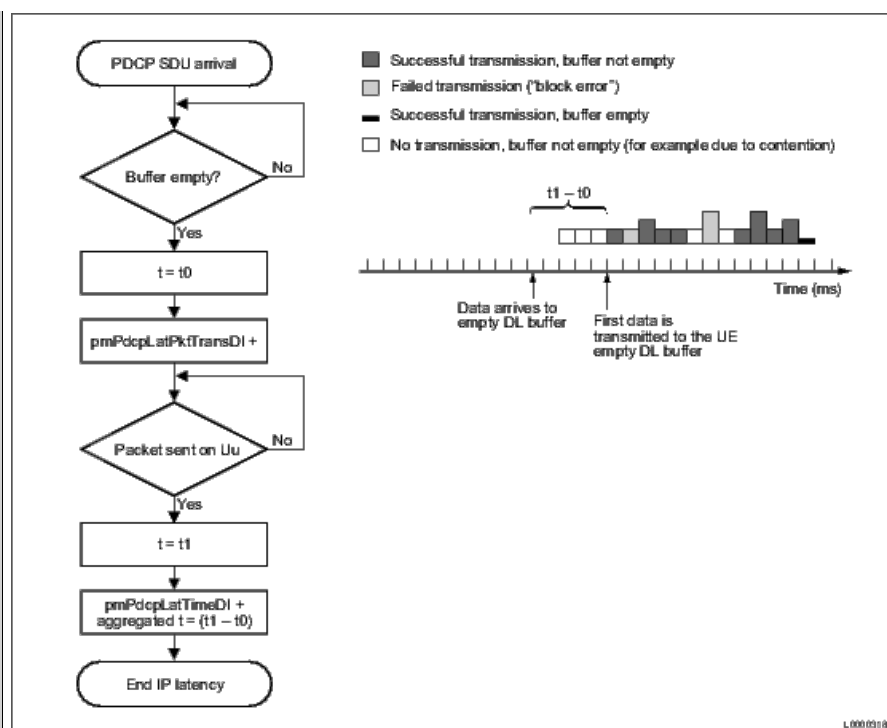 PDCP SDU arrival
Buffer empty?
No
Yes
t = t0
pmPdcpLatPktTransDl +
Packet sent on Uu
No
Yes
t = t1
pmPdcpLatTimeDl +
aggregated t = (t1 – t0)
End IP latency
Successful transmission, buffer not empty
Failed transmission ("block error")
Successful transmission, buffer empty
No transmission, buffer not empty (for example due to contention)
t1 – t0
Time (ms)
Data arrives to
empty DL buffer
First data is
transmitted to the UE
empty DL buffer
L0000918